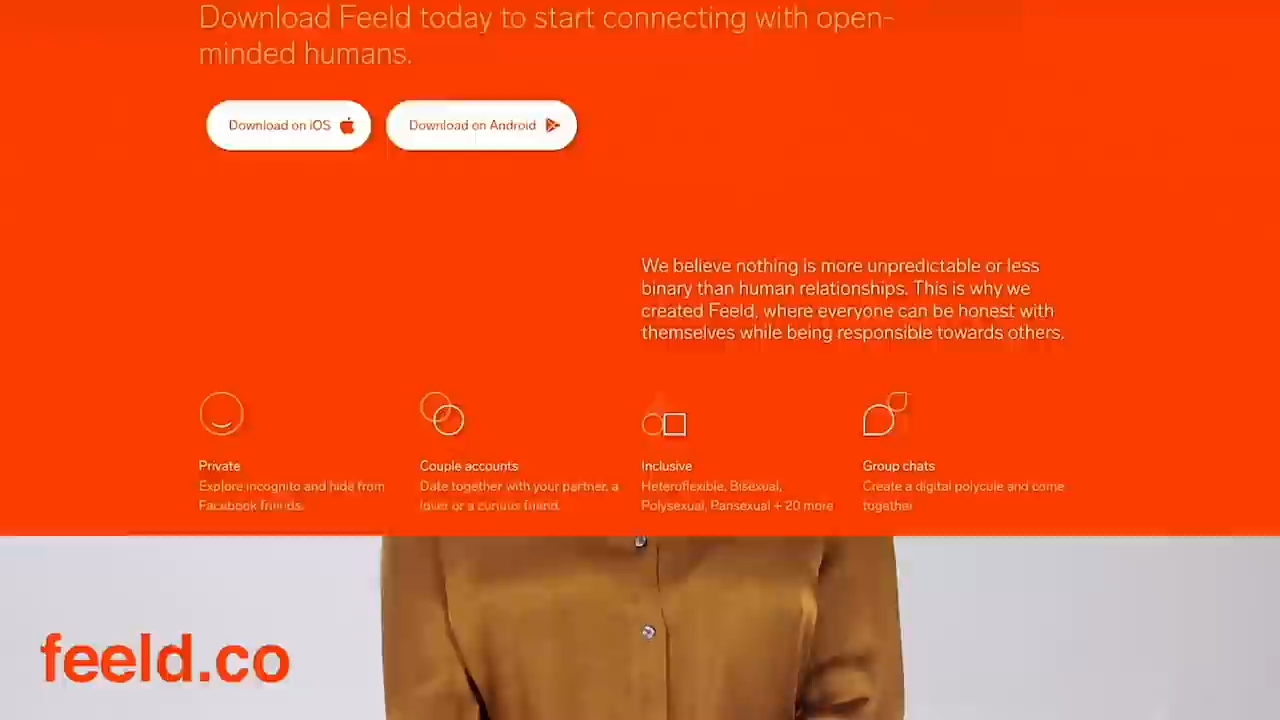 Download Feeld today to start connecting with open-
minded humans.
Download on iOS
Download on Android
We believe nothing is more unpredictable or less
binary than human relationships. This is why we
created Feeld, where everyone can be honest with
themselves while being responsible towards others.
Private
Explore incognito and hide from
Facebook friends.
Couple accounts
Date together with your partner, a
lover or a curious friend.
Inclusive
Heteroflexible, Bisexual,
Polysexual, Pansexual + 20 more
Group chats
Create a digital polycule and come
together
feeld.co